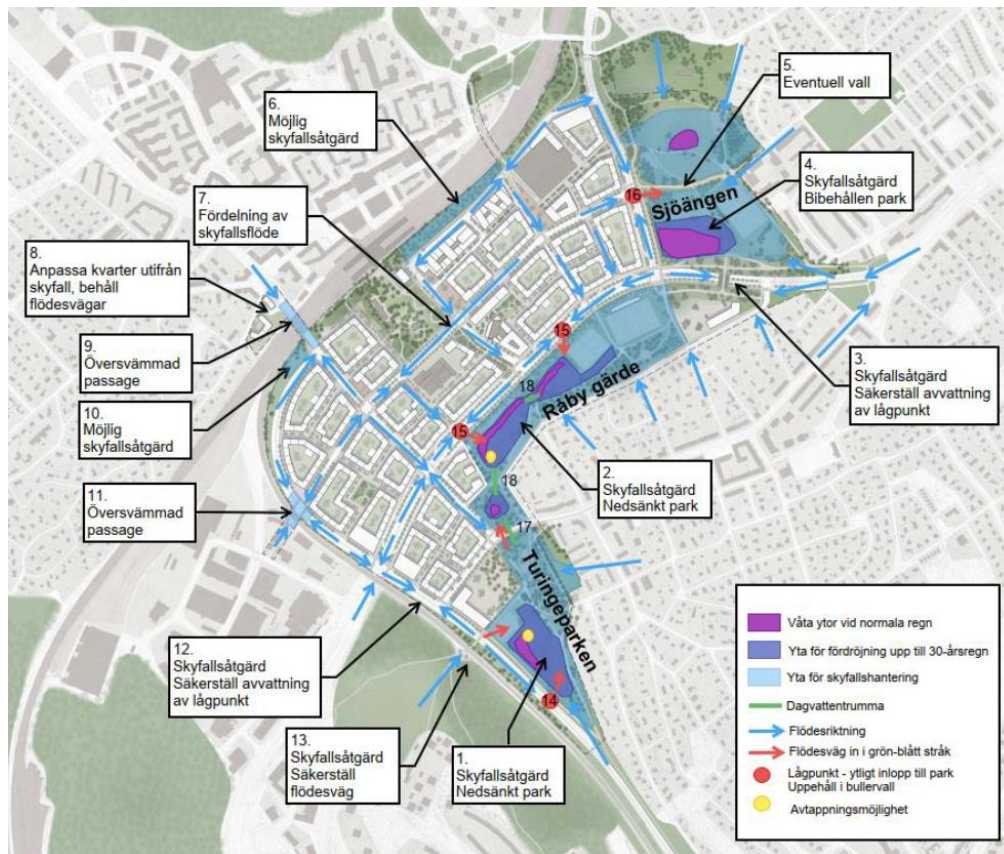 5.
Eventuell vall
6.
Möjlig
skyfallsåtgärd
4.
Skyfallsåtgärd
Bibehållen park
7.
Fördelning av
skyfallsflöde
16
Sjöängen
8.
Anpassa kvarter utifrån
skyfall, behåll
flödesvägar
9.
Översvämmad
passage
15
3.
Skyfallsåtgärd
Säkerställ avvattning
av lågpunkt
18
Råby gärde
10.
Möjlig
skyfallsåtgärd
15
2.
Skyfallsåtgärd
Nedsänkt park
18
11.
Översvämmad
passage
17
Turingeparken
12.
Skyfallsåtgärd
Säkerställ avvattning
av lågpunkt
14
13.
Skyfallsåtgärd
Säkerställ
flödesväg
1.
Skyfallsåtgärd
Nedsänkt park
Våta ytor vid normala regn
Yta för fördröjning upp till 30-årsregn
Yta för skyfallshantering
Dagvattentrumma
Flödesriktning
Flödesväg in i grön-blått stråk
Lågpunkt - ytligt inlopp till park
Uppehåll i bullervall
Avtappningsmöjlighet